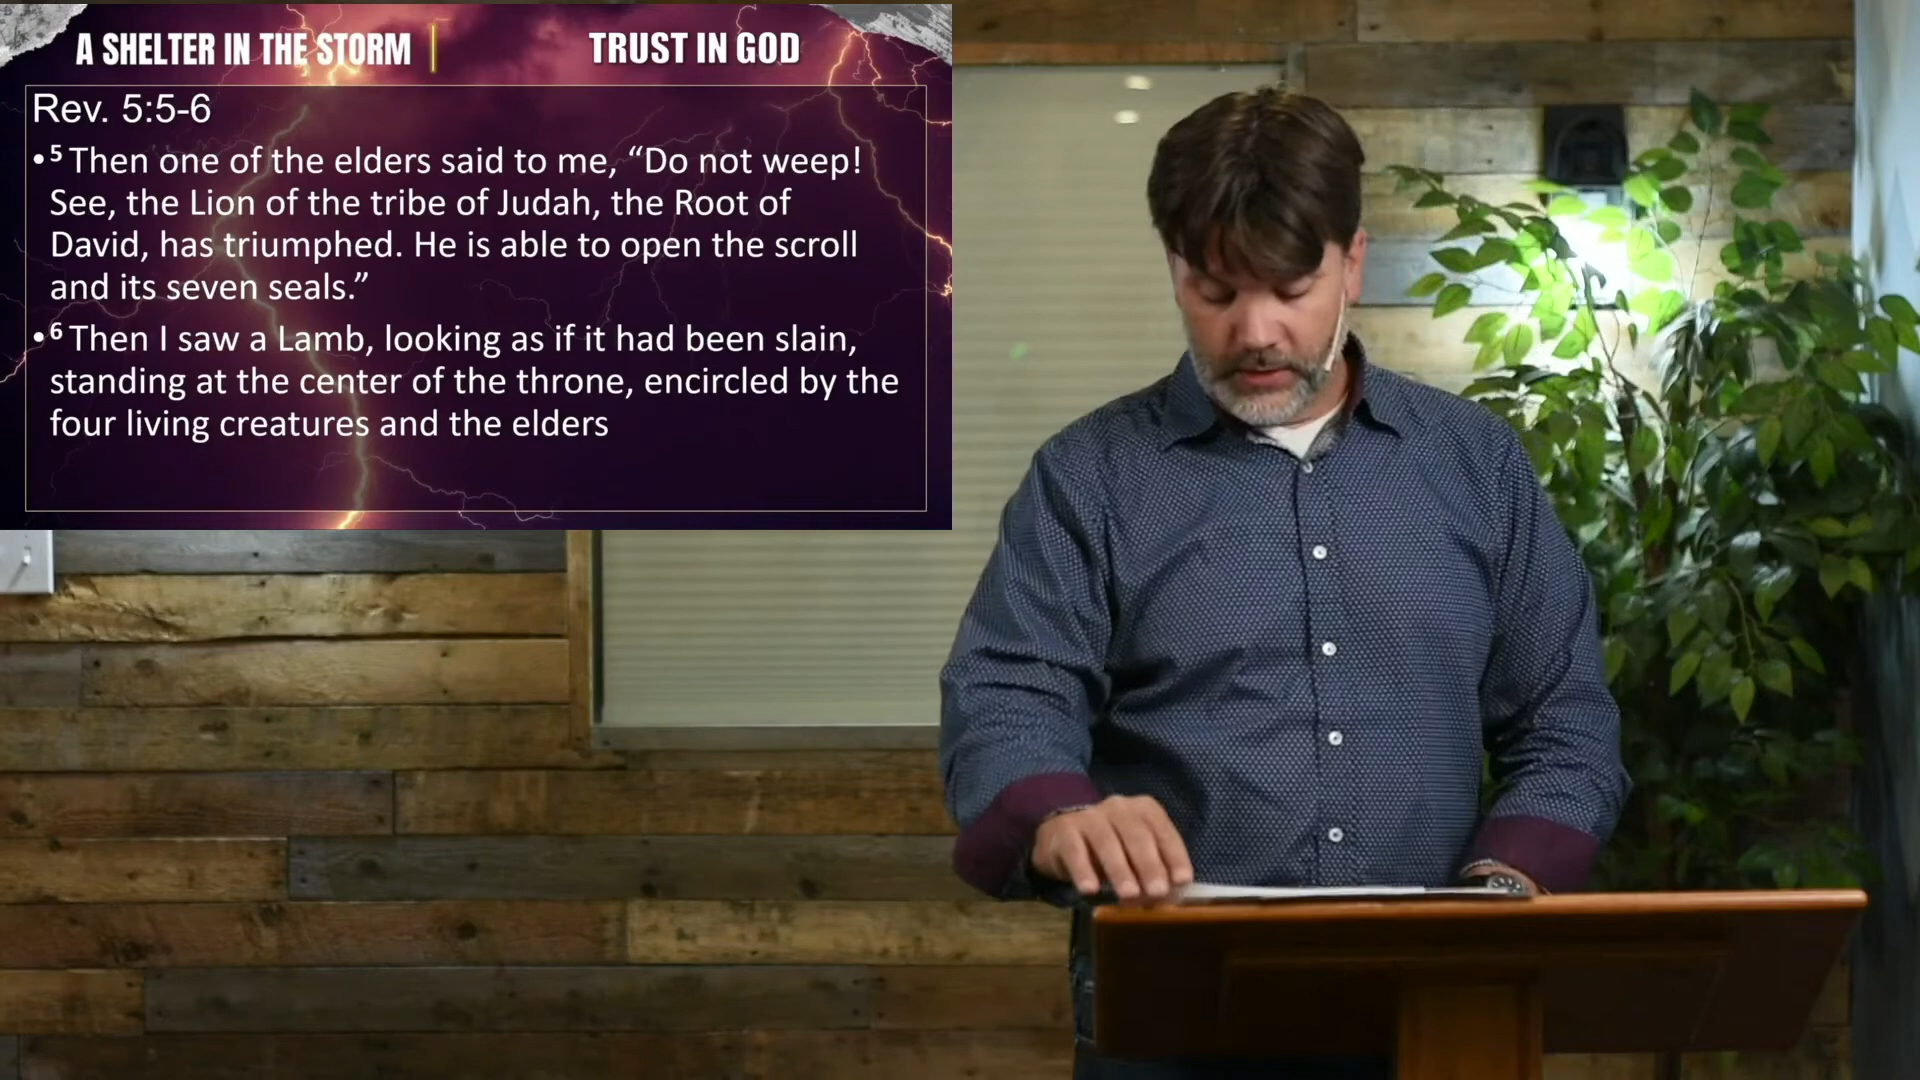 A SHELTER IN THE STORM | TRUST IN GOD
Rev. 5:5-6
• 5 Then one of the elders said to me, “Do not weep!
See, the Lion of the tribe of Judah, the Root of
David, has triumphed. He is able to open the scroll
and its seven seals.”
• 6 Then I saw a Lamb, looking as if it had been slain,
standing at the center of the throne, encircled by the
four living creatures and the elders